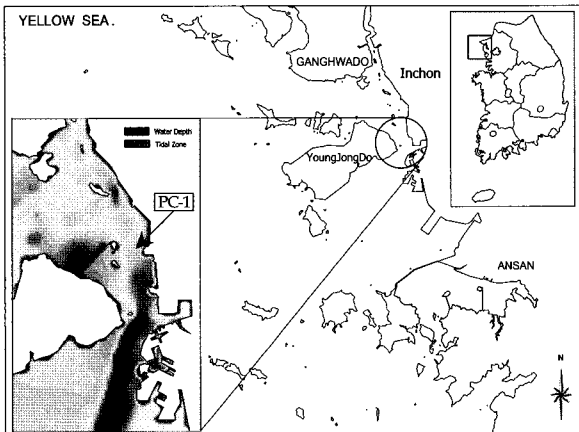 YELLOW SEA.
GANGHWADO
Inchon
Water Depth
Tidal Zone
YoungJongDo
PC-1
ANSAN
N